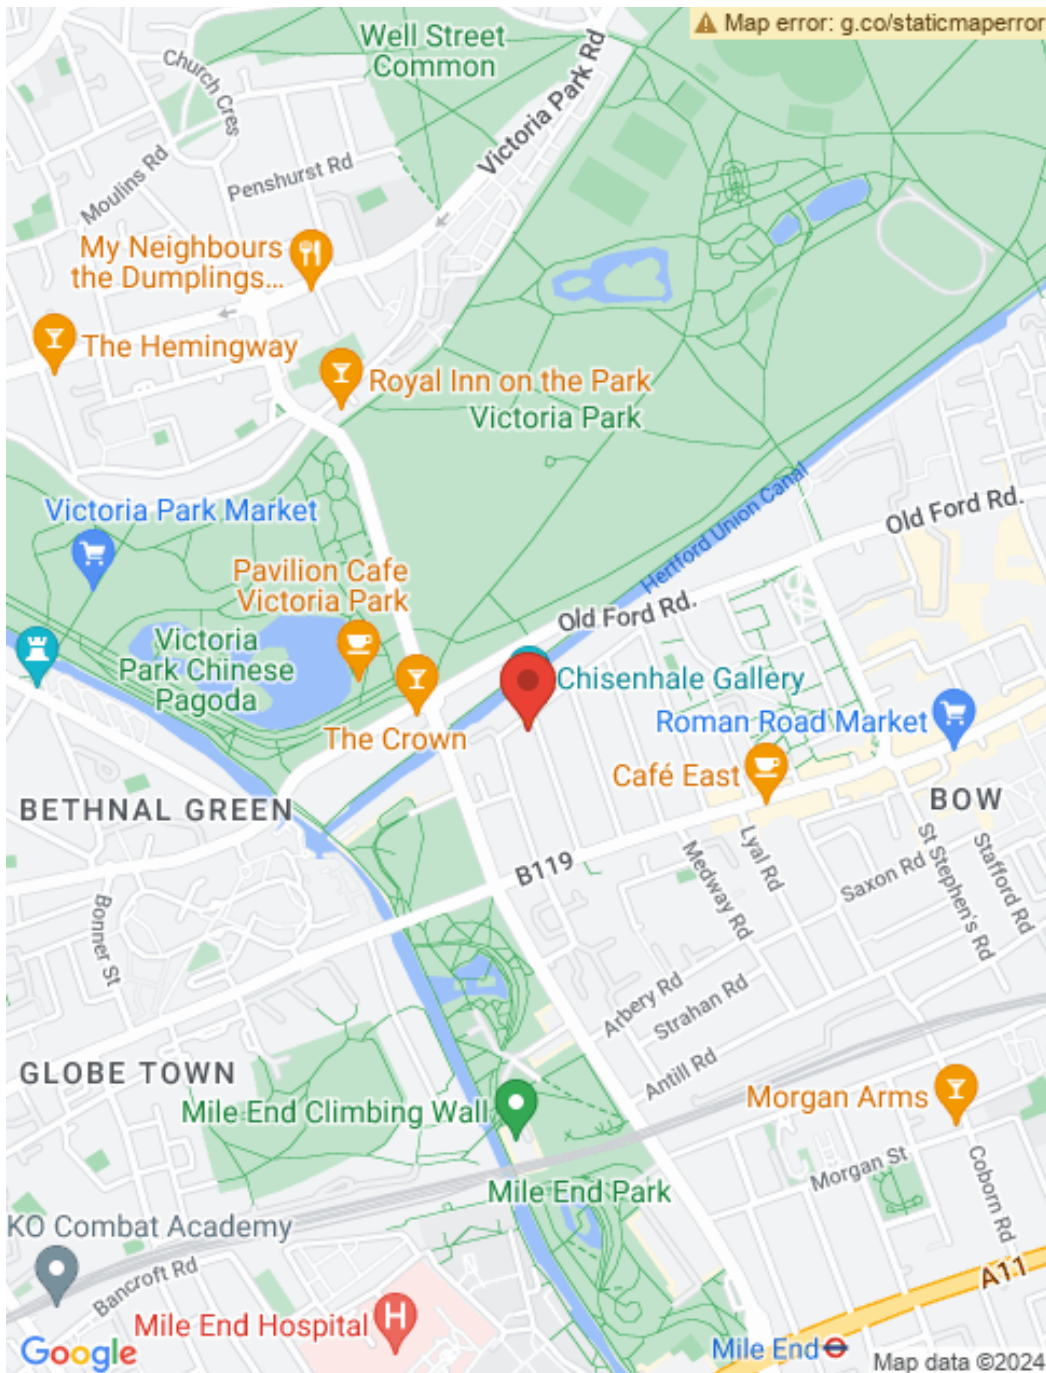 Map error: g.co/staticmaperror
Well Street
Common
Victoria Park Rd
Church Cres
Moulins Rd
Penshurst Rd
My Neighbours
the Dumplings...
The Hemingway
Royal Inn on the Park
Victoria Park
Victoria Park Market
Hertford Union Canal
Old Ford Rd.
Pavilion Cafe
Victoria Park
Old Ford Rd.
Victoria
Park Chinese
Pagoda
Chisenhale Gallery
The Crown
Roman Road Market
Café East
BETHNAL GREEN
BOW
B119
Medway Rd
Lyal Rd
Saxon Rd
St Stephen's Rd
Stafford Rd
Bonner St
Arbery Rd
Strahan Rd
Antill Rd
GLOBE TOWN
Mile End Climbing Wall
Morgan Arms
Morgan St
Coborn Rd
Mile End Park
KO Combat Academy
Bancroft Rd
A11
Mile End Hospital
H
Mile End
Google
Map data ©2024